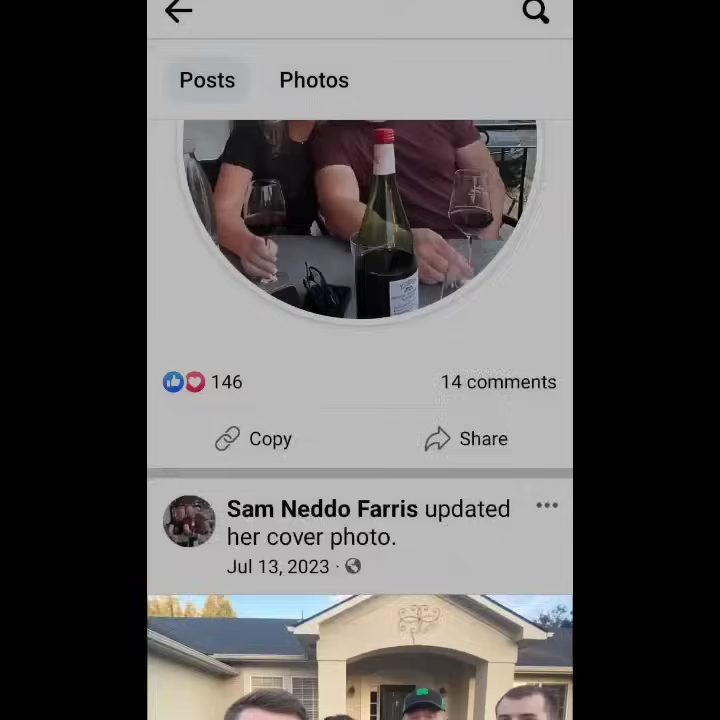 Posts Photos
146 14 comments
Copy Share
Sam Neddo Farris updated
her cover photo.
Jul 13, 2023 ·